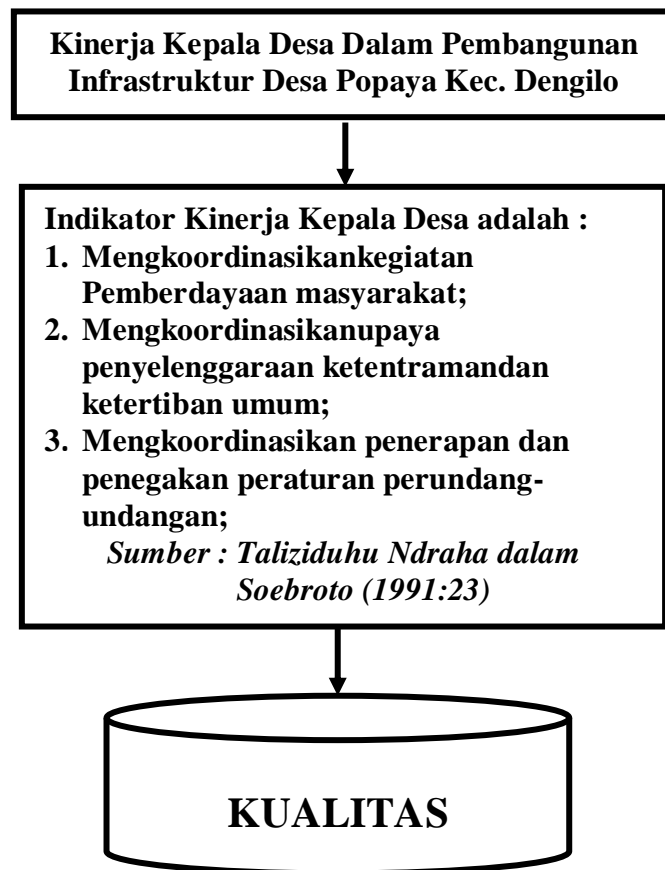 Kinerja Kepala Desa Dalam Pembangunan
Infrastruktur Desa Popaya Kec. Dengilo
Indikator Kinerja Kepala Desa adalah :
1. Mengkoordinasikankegiatan
Pemberdayaan masyarakat;
2. Mengkoordinasikanupaya
penyelenggaraan ketentramandan
ketertiban umum;
3. Mengkoordinasikan penerapan dan
penegakan peraturan perundang-
undangan;
Sumber : Taliziduhu Ndraha dalam
Soebroto (1991:23)
KUALITAS